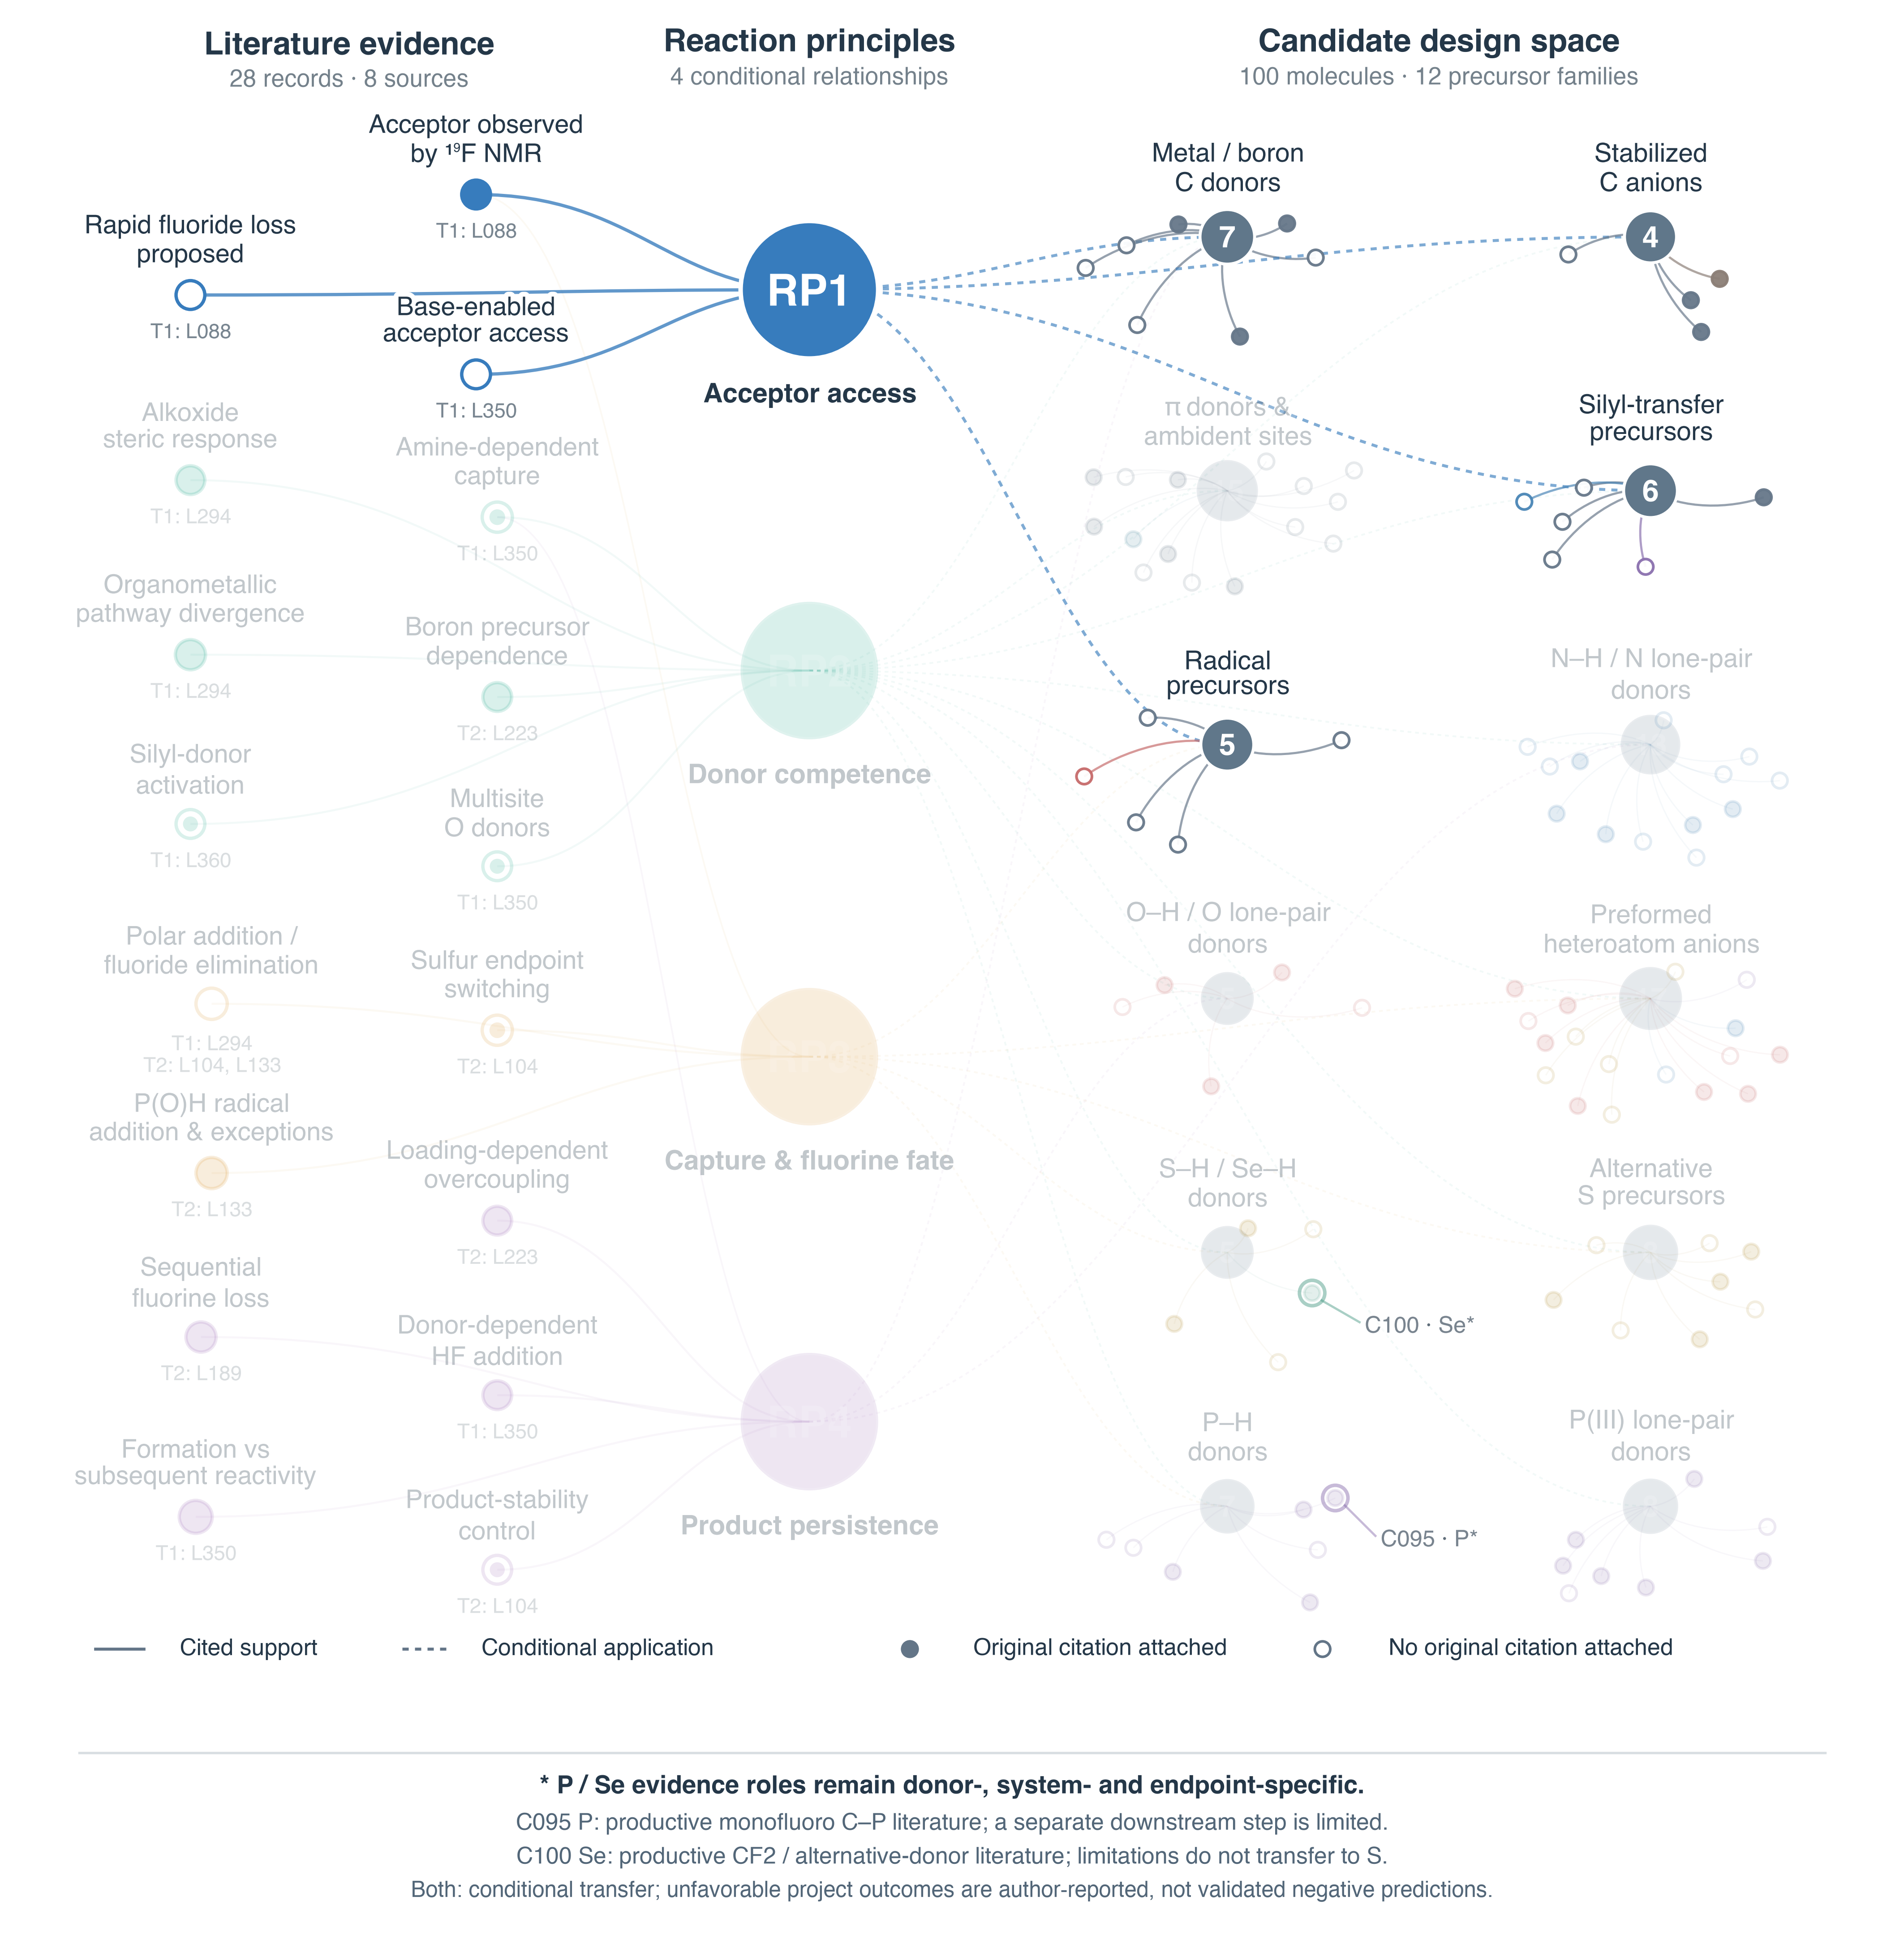 Literature evidence
28 records · 8 sources
Reaction principles
4 conditional relationships
Candidate design space
100 molecules · 12 precursor families
Acceptor observed
by ¹⁹F NMR
T1: L088
Rapid fluoride loss
proposed
T1: L088
Base-enabled
acceptor access
T1: L350
Alkoxide
steric response
T1: L294
Amine-dependent
capture
T1: L350
Organometallic
pathway divergence
T1: L294
Boron precursor
dependence
T2: L223
Silyl-donor
activation
T1: L360
Multisite
O donors
T1: L350
Polar addition /
fluoride elimination
T1: L294
T2: L104, L133
Sulfur endpoint
switching
T2: L104
P(O)H radical
addition & exceptions
T2: L133
Loading-dependent
overcoupling
T2: L223
Sequential
fluorine loss
T2: L189
Donor-dependent
HF addition
T1: L350
Formation vs
subsequent reactivity
T1: L350
Product-stability
control
T2: L104
RP1
Acceptor access
Donor competence
Capture & fluorine fate
Product persistence
Metal / boron
C donors
7
Stabilized
C anions
4
π donors &
ambident sites
Silyl-transfer
precursors
6
Radical
precursors
5
N–H / N lone-pair
donors
O–H / O lone-pair
donors
Preformed
heteroatom anions
S–H / Se–H
donors
C100 · Se*
Alternative
S precursors
P–H
donors
C095 · P*
P(III) lone-pair
donors
Cited support
Conditional application
Original citation attached
No original citation attached
* P / Se evidence roles remain donor-, system- and endpoint-specific.
C095 P: productive monofluoro C–P literature; a separate downstream step is limited.
C100 Se: productive CF2 / alternative-donor literature; limitations do not transfer to S.
Both: conditional transfer; unfavorable project outcomes are author-reported, not validated negative predictions.